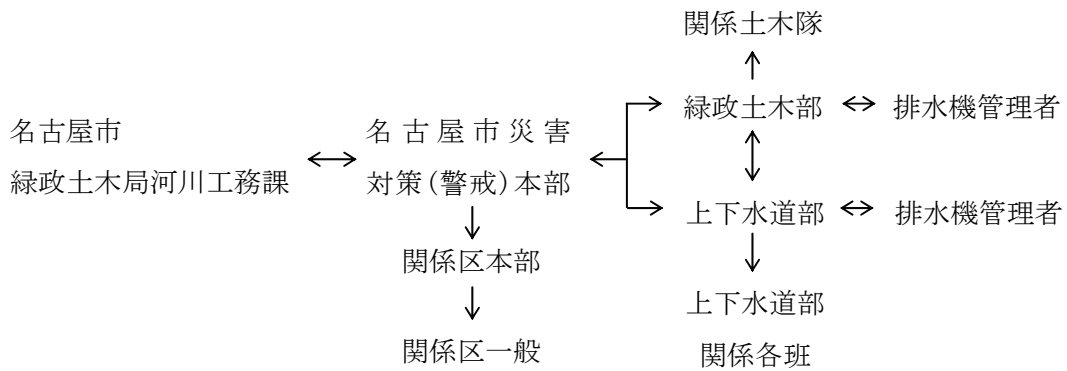 関係土木隊
緑政土木部
排水機管理者
名古屋市
緑政土木局河川工務課
名古屋市災害
対策(警戒)本部
上下水道部
排水機管理者
関係区本部
上下水道部
関係各班
関係区一般